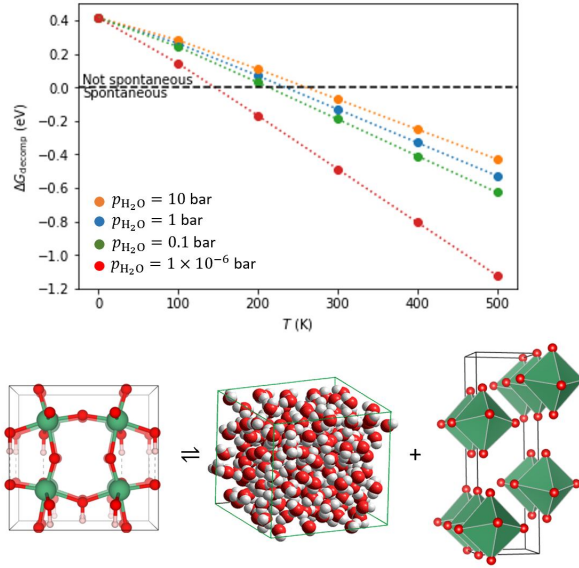 0.4
0.2
Not spontaneous
0.0
Spontaneous
−0.2
−0.4
−0.6
−0.8
−1.0
−1.2
ΔG_decomp (eV)
p_H₂O = 10 bar
p_H₂O = 1 bar
p_H₂O = 0.1 bar
p_H₂O = 1 × 10⁻⁶ bar
0 100 200 300 400 500
T (K)
⇌ +